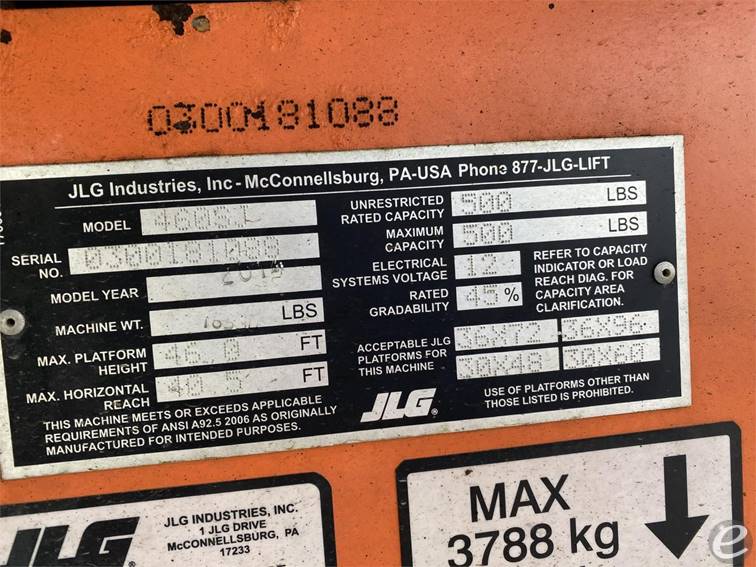 0300181088
JLG Industries, Inc - McConnellsburg, PA-USA Phone 877-JLG-LIFT
MODEL 460SJ
SERIAL NO. 0300181088
MODEL YEAR
MACHINE WT. LBS
MAX. PLATFORM HEIGHT 46.0 FT
MAX. HORIZONTAL REACH 40.5 FT
THIS MACHINE MEETS OR EXCEEDS APPLICABLE
REQUIREMENTS OF ANSI A92.5 2006 AS ORIGINALLY
MANUFACTURED FOR INTENDED PURPOSES.
UNRESTRICTED RATED CAPACITY 500 LBS
MAXIMUM CAPACITY 500 LBS
ELECTRICAL SYSTEMS VOLTAGE 12
RATED GRADABILITY 45 %
REFER TO CAPACITY
INDICATOR OR LOAD
REACH DIAG. FOR
CAPACITY AREA
CLARIFICATION.
ACCEPTABLE JLG
PLATFORMS FOR
THIS MACHINE
36X72 36X96
30X48 30X60
JLG®
USE OF PLATFORMS OTHER THAN
THOSE LISTED IS PROHIBITED.
JLG
JLG INDUSTRIES, INC.
1 JLG DRIVE
McCONNELLSBURG, PA
17233
MAX
3788 kg
e